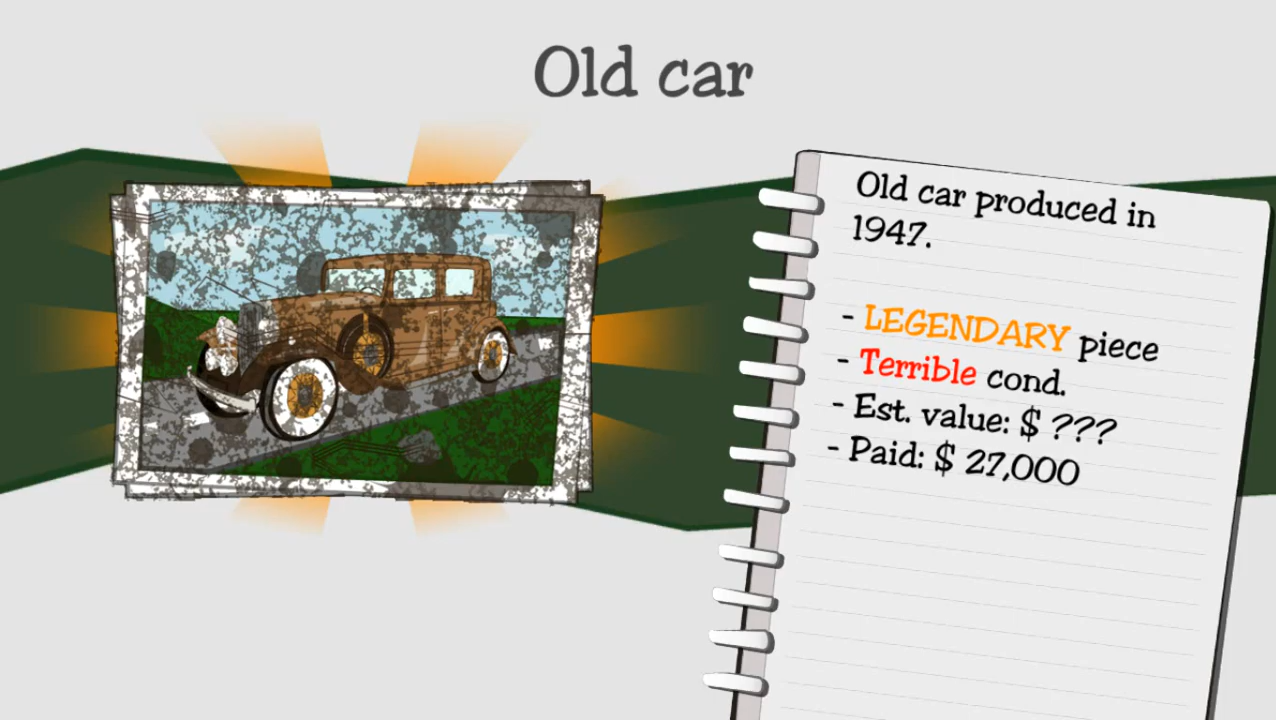 Old car
Old car produced in
1947.
- LEGENDARY piece
- Terrible cond.
- Est. value: $ ???
- Paid: $ 27,000